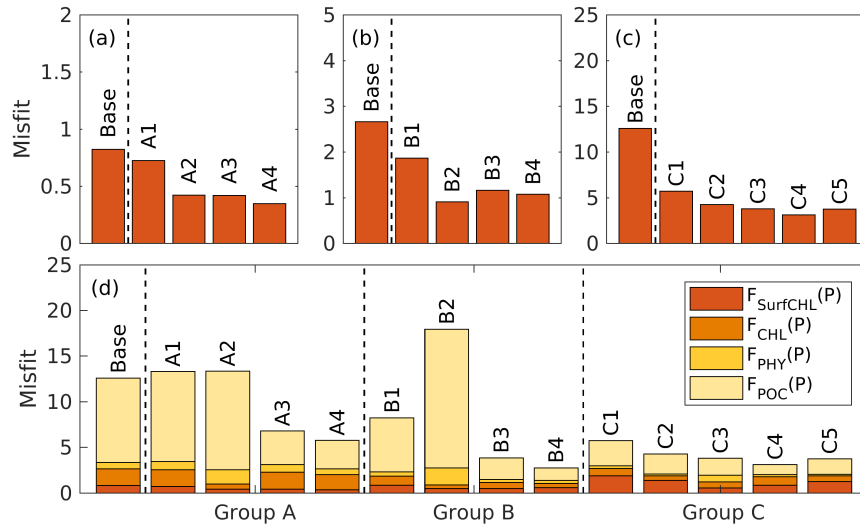 (a)
Misfit
2
1.5
1
0.5
0
Base
A1
A2
A3
A4
(b)
5
4
3
2
1
0
Base
B1
B2
B3
B4
(c)
25
20
15
10
5
0
Base
C1
C2
C3
C4
C5
(d)
Misfit
25
20
15
10
5
0
Base
A1
A2
A3
A4
B1
B2
B3
B4
C1
C2
C3
C4
C5
F_SurfCHL(P)
F_CHL(P)
F_PHY(P)
F_POC(P)
Group A
Group B
Group C